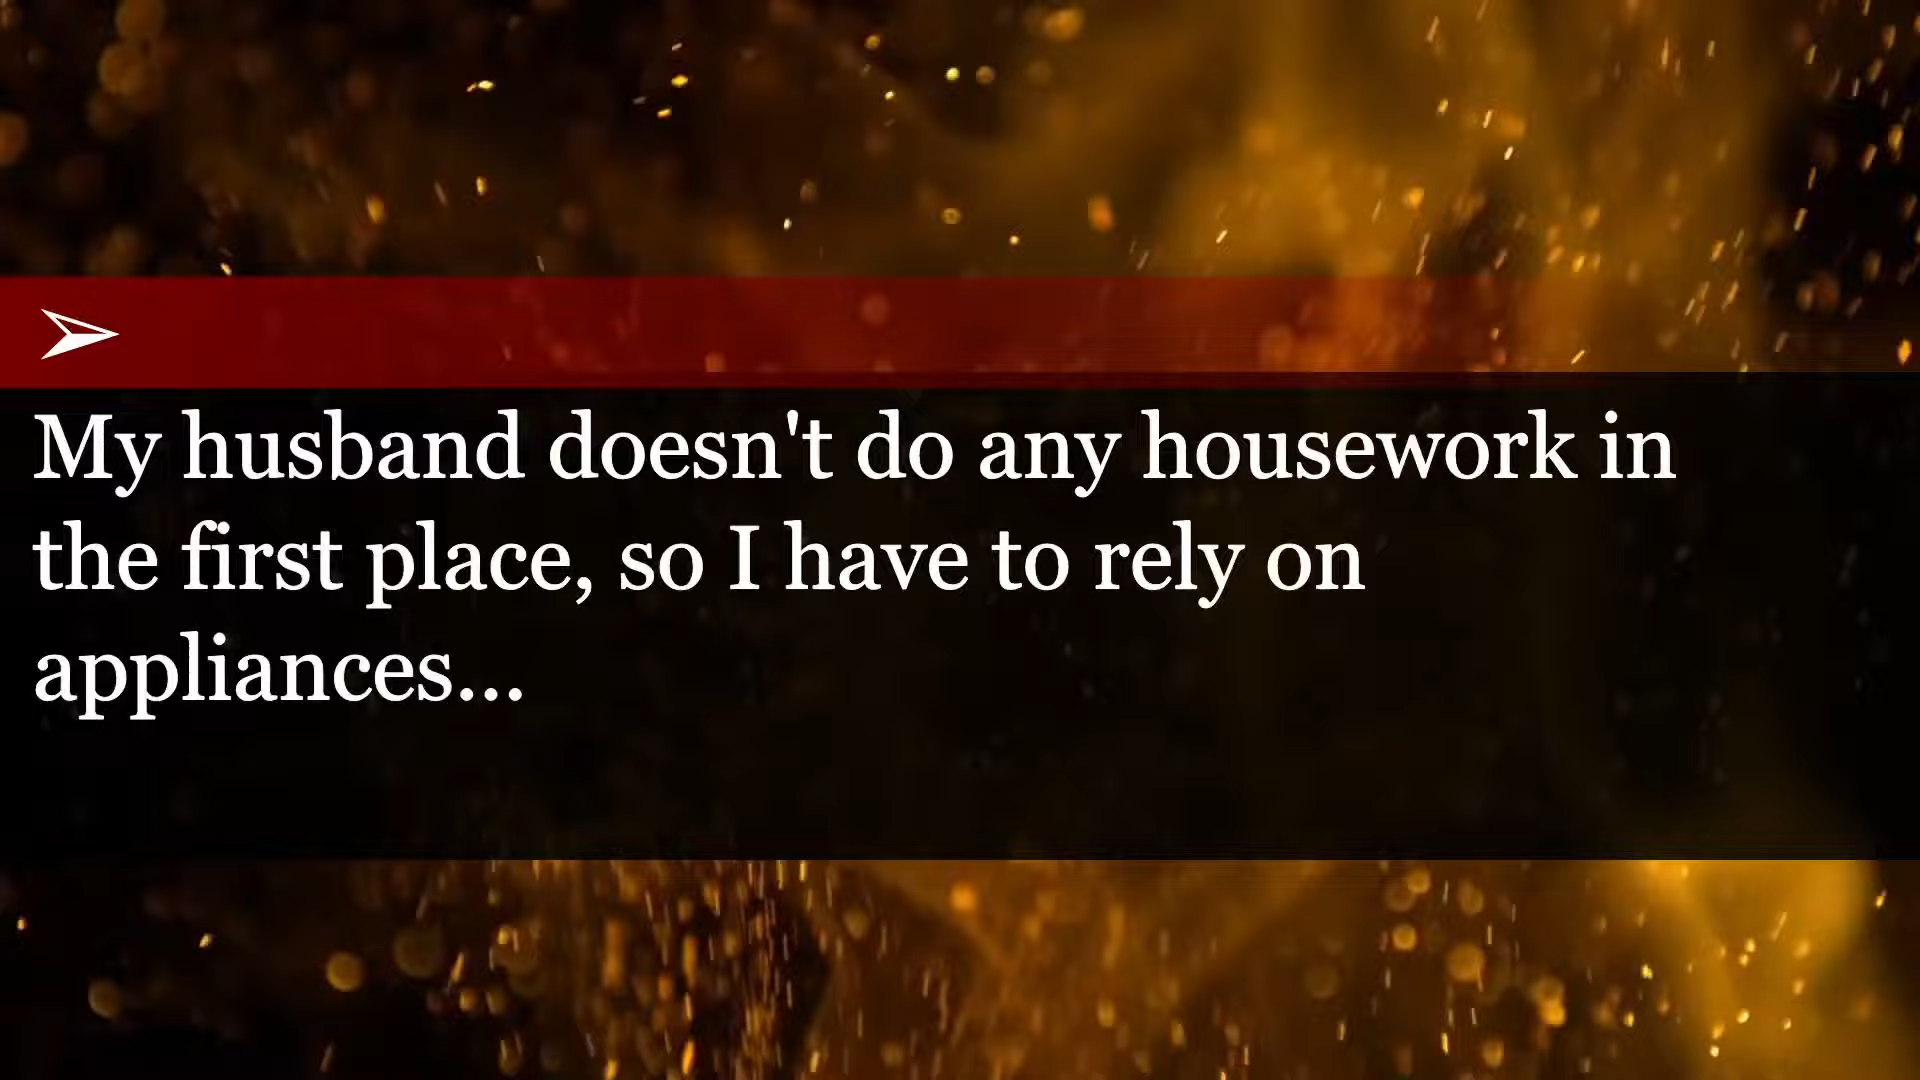 My husband doesn't do any housework in
the first place, so I have to rely on
appliances...